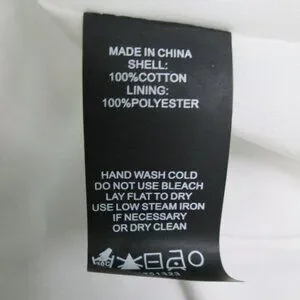 MADE IN CHINA
SHELL:
100%COTTON
LINING:
100%POLYESTER
HAND WASH COLD
DO NOT USE BLEACH
LAY FLAT TO DRY
USE LOW STEAM IRON
IF NECESSARY
OR DRY CLEAN